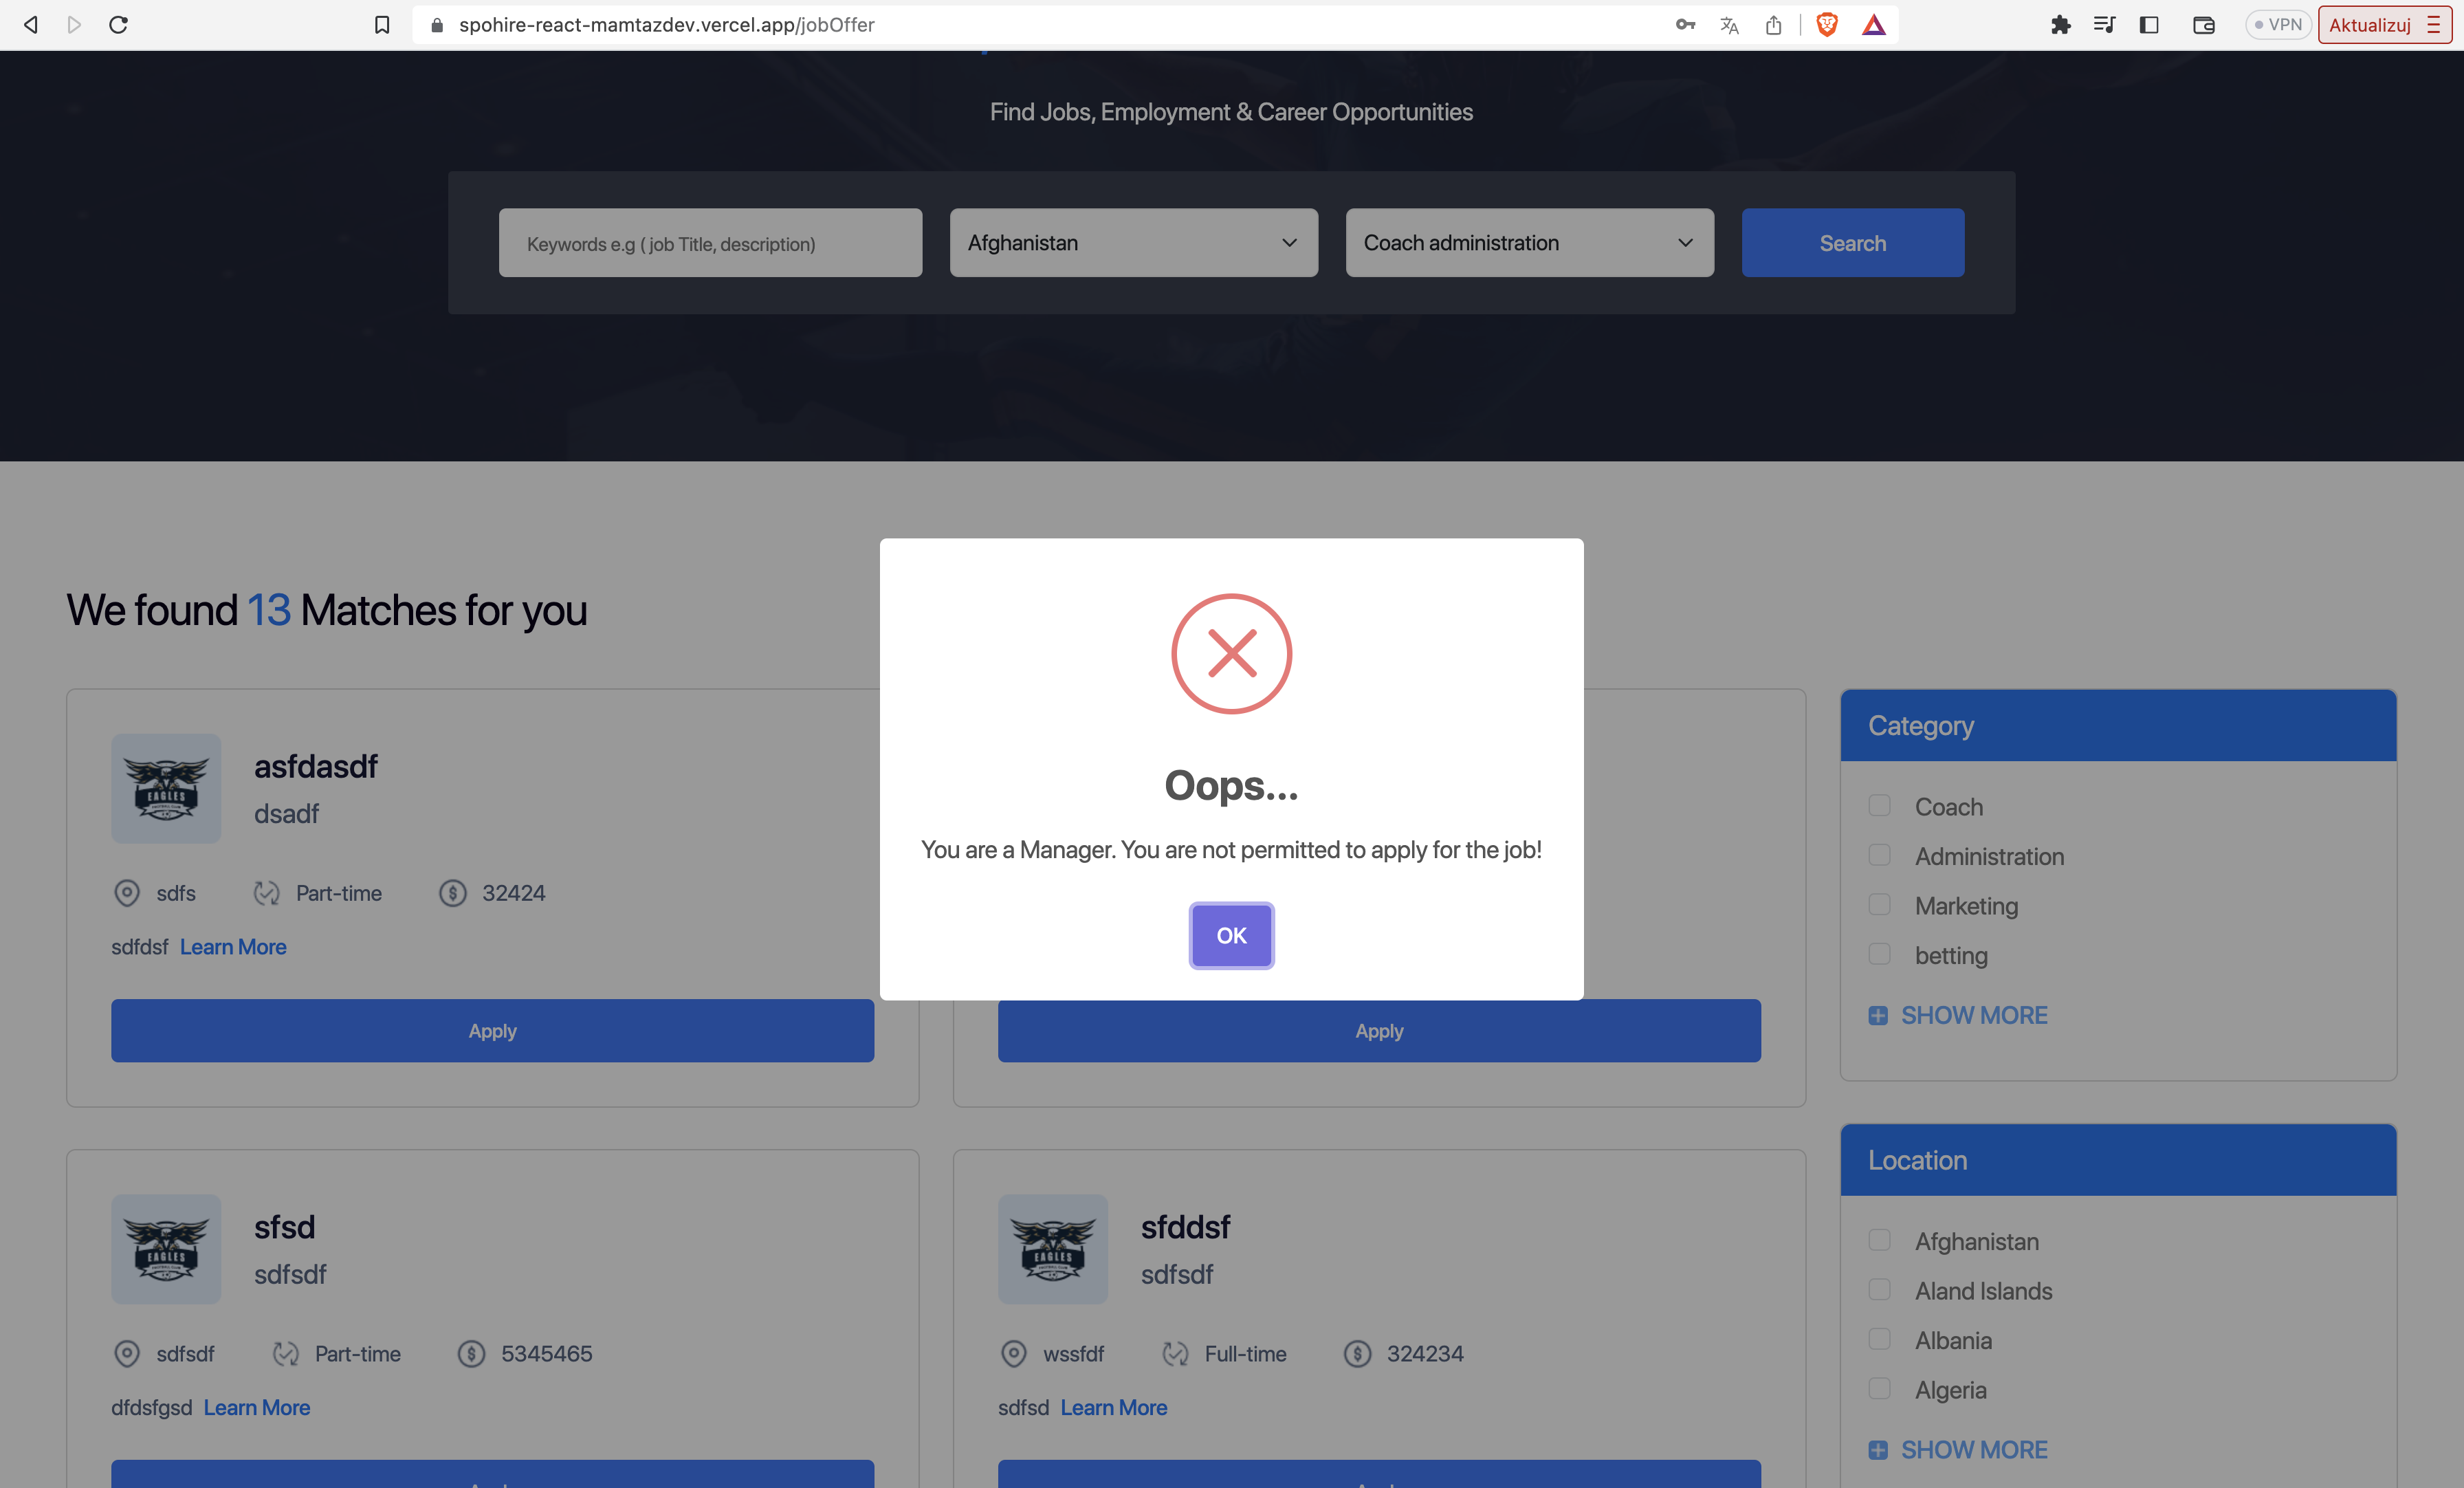 spohire-react-mamtazdev.vercel.app/jobOffer
VPN
Aktualizuj
Find Jobs, Employment & Career Opportunities
Keywords e.g ( job Title, description)
Afghanistan
Coach administration
Search
We found 13 Matches for you
Oops...
You are a Manager. You are not permitted to apply for the job!
OK
EAGLES
asfdasdf
dsadf
sdfs
Part-time
32424
sdfdsf Learn More
Apply
Apply
Category
Coach
Administration
Marketing
betting
SHOW MORE
EAGLES
sfsd
sdfsdf
sdfsdf
Part-time
5345465
dfdsfgsd Learn More
EAGLES
sfddsf
sdfsdf
wssfdf
Full-time
324234
sdfsd Learn More
Location
Afghanistan
Aland Islands
Albania
Algeria
SHOW MORE